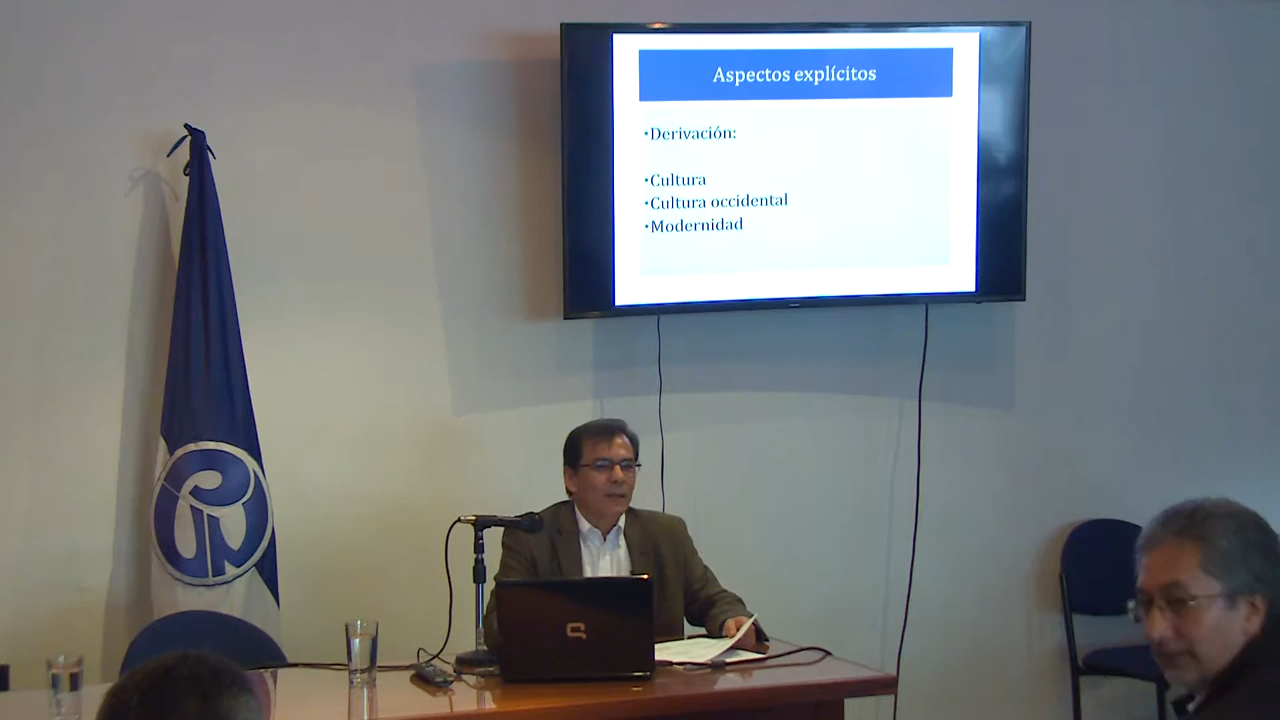 Aspectos explícitos
•Derivación:
•Cultura
•Cultura occidental
•Modernidad